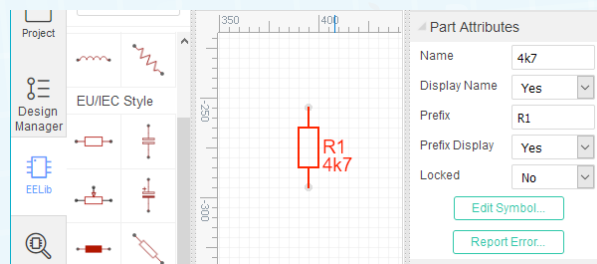 Project
Design
Manager
EELib
EU/IEC Style
350
400
-250
-300
R1
4k7
Part Attributes
Name
4k7
Display Name
Yes
Prefix
R1
Prefix Display
Yes
Locked
No
Edit Symbol...
Report Error...